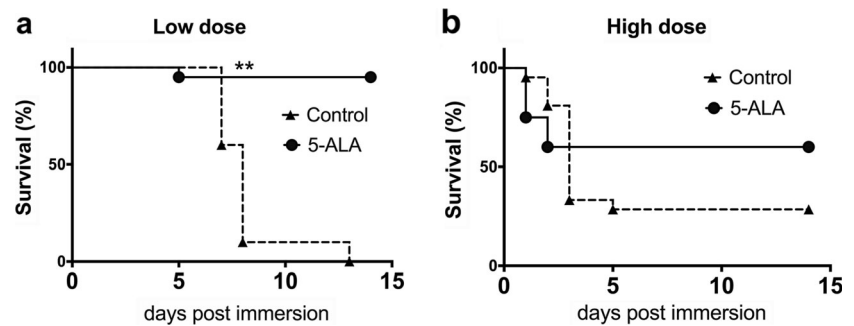 a
Low dose
Survival (%)
100
50
0
**
Control
5-ALA
0
5
10
15
days post immersion
b
High dose
Survival (%)
100
50
0
Control
5-ALA
0
5
10
15
days post immersion